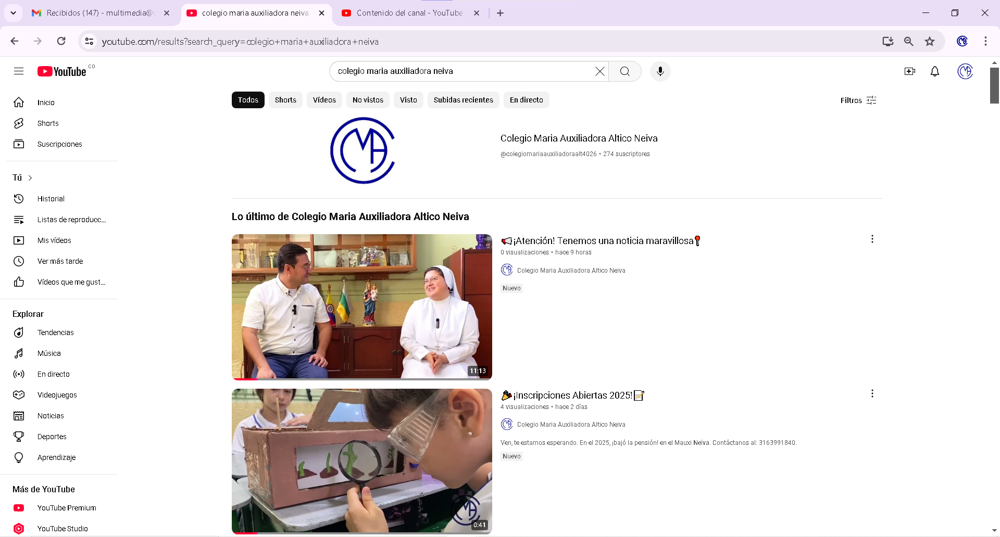 Recibidos (147) - multimedia@c
colegio maria auxiliadora neiva
Contenido del canal - YouTube
youtube.com/results?search_query=colegio+maria+auxiliadora+neiva
YouTube CO
colegio maria auxiliadora neiva
Todos
Shorts
Vídeos
No vistos
Visto
Subidas recientes
En directo
Filtros
Inicio
Shorts
Suscripciones
Tú
Historial
Listas de reproducc...
Mis vídeos
Ver más tarde
Vídeos que me gust...
Explorar
Tendencias
Música
En directo
Videojuegos
Noticias
Deportes
Aprendizaje
Más de YouTube
YouTube Premium
YouTube Studio
CMA
Colegio Maria Auxiliadora Altico Neiva
@colegiomariaauxiliadoraalt4026 • 274 suscriptores
Lo último de Colegio Maria Auxiliadora Altico Neiva
11:13
📢¡Atención! Tenemos una noticia maravillosa📍
0 visualizaciones • hace 9 horas
Colegio Maria Auxiliadora Altico Neiva
Nuevo
0:41
🎉¡Inscripciones Abiertas 2025!📝
4 visualizaciones • hace 2 días
Colegio Maria Auxiliadora Altico Neiva
Ven, te estamos esperando. En el 2025, ¡bajó la pensión! en el Mauxi Neiva. Contáctanos al: 3163991840.
Nuevo